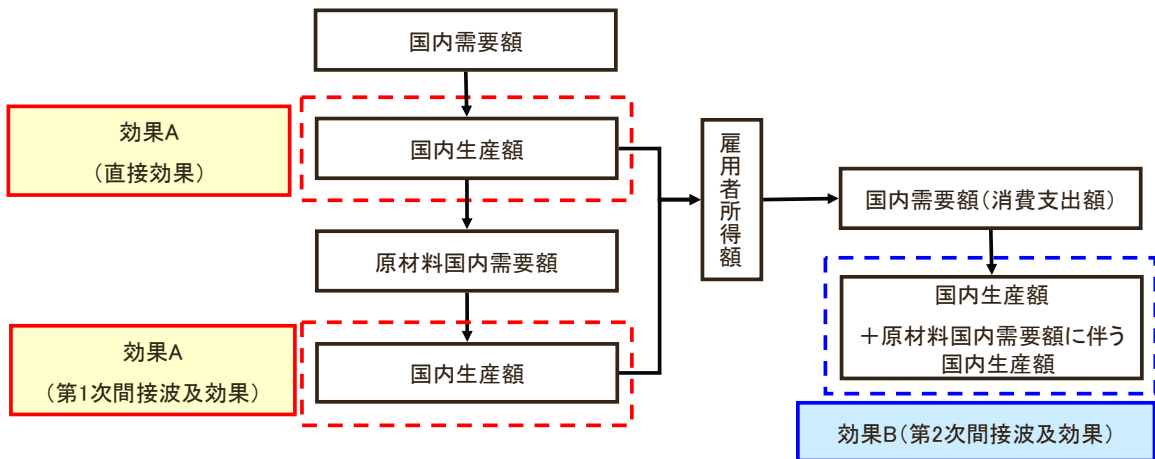 国内需要額
効果A
(直接効果)
国内生産額
雇用者所得額
国内需要額(消費支出額)
原材料国内需要額
国内生産額
+原材料国内需要額に伴う
国内生産額
効果A
(第1次間接波及効果)
国内生産額
効果B(第2次間接波及効果)